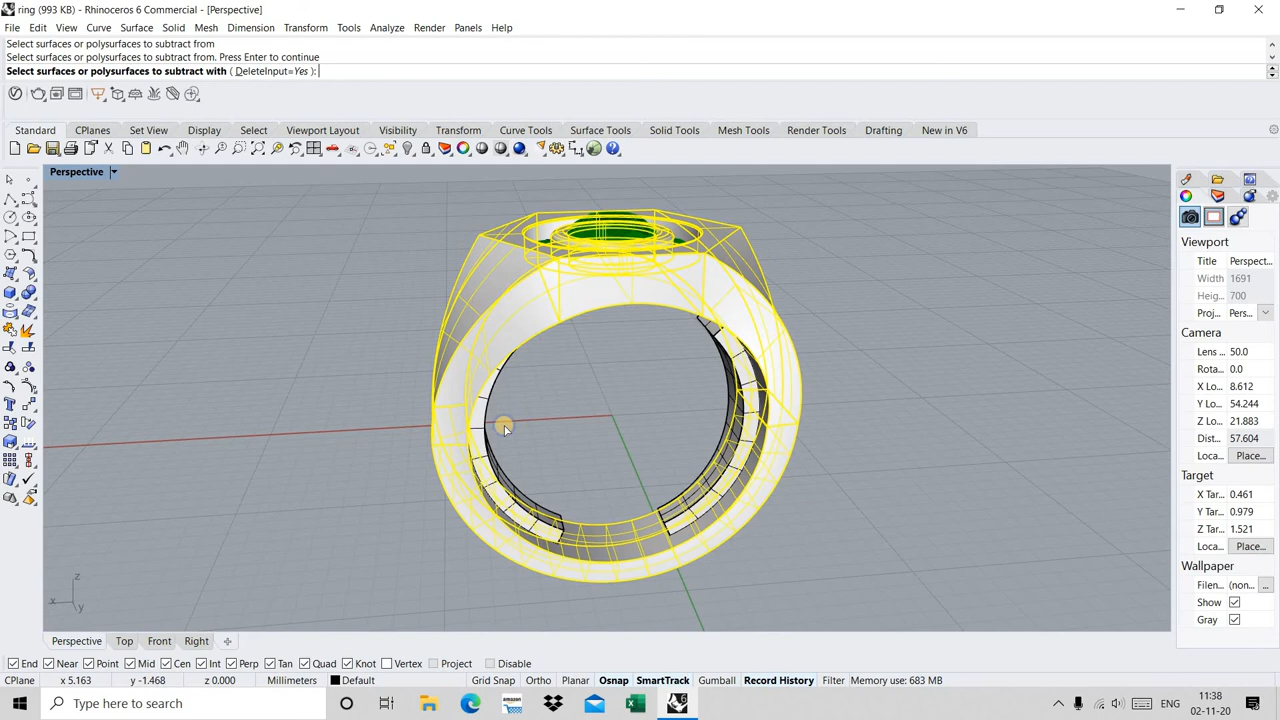 ring (993 KB) - Rhinoceros 6 Commercial - [Perspective]
File Edit View Curve Surface Solid Mesh Dimension Transform Tools Analyze Render Panels Help
Select surfaces or polysurfaces to subtract from
Select surfaces or polysurfaces to subtract from. Press Enter to continue
Select surfaces or polysurfaces to subtract with ( DeleteInput=Yes ):
Standard CPlanes Set View Display Select Viewport Layout Visibility Transform Curve Tools Surface Tools Solid Tools Mesh Tools Render Tools Drafting New in V6
Perspective
Viewport
Title Perspect...
Width 1691
Heig... 700
Proj... Pers...
Camera
Lens ... 50.0
Rota... 0.0
X Lo... 8.612
Y Lo... 54.244
Z Lo... 21.883
Dist... 57.604
Loca... Place...
Target
X Tar... 0.461
Y Tar... 0.979
Z Tar... 1.521
Loca... Place...
Wallpaper
Filen... (non... ...
Show
Gray
z
x
y
Perspective Top Front Right
End Near Point Mid Cen Int Perp Tan Quad Knot Vertex Project Disable
CPlane x 5.163 y -1.468 z 0.000 Millimeters Default Grid Snap Ortho Planar Osnap SmartTrack Gumball Record History Filter Memory use: 683 MB
Type here to search
amazon
ENG
11:38
02-11-20